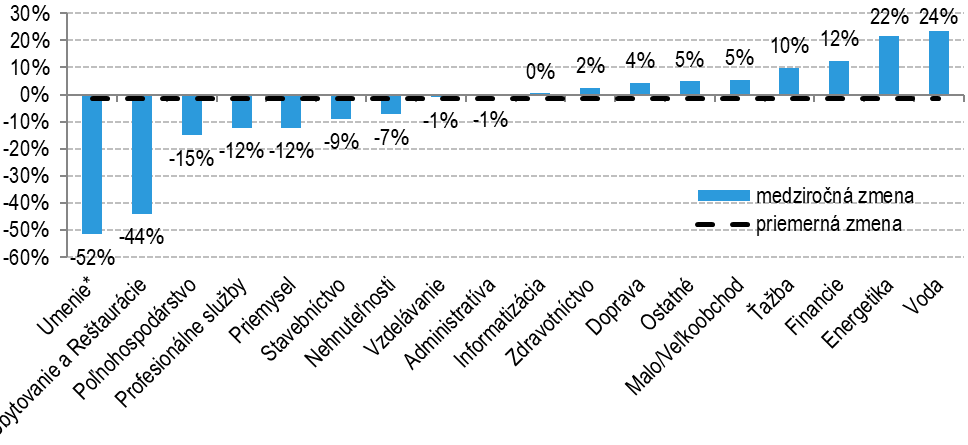 30%
20%
10%
0%
-10%
-20%
-30%
-40%
-50%
-60%
-52%
-44%
-15%
-12%
-12%
-9%
-7%
-1%
-1%
0%
2%
4%
5%
5%
10%
12%
22%
24%
medziročná zmena
priemerná zmena
Umenie*
bytovanie a Reštaurácie
Poľnohospodárstvo
Profesionálne služby
Priemysel
Stavebníctvo
Nehnuteľnosti
Vzdelávanie
Administratíva
Informatizácia
Zdravotníctvo
Doprava
Ostatné
Malo/Veľkoobchod
Ťažba
Financie
Energetika
Voda